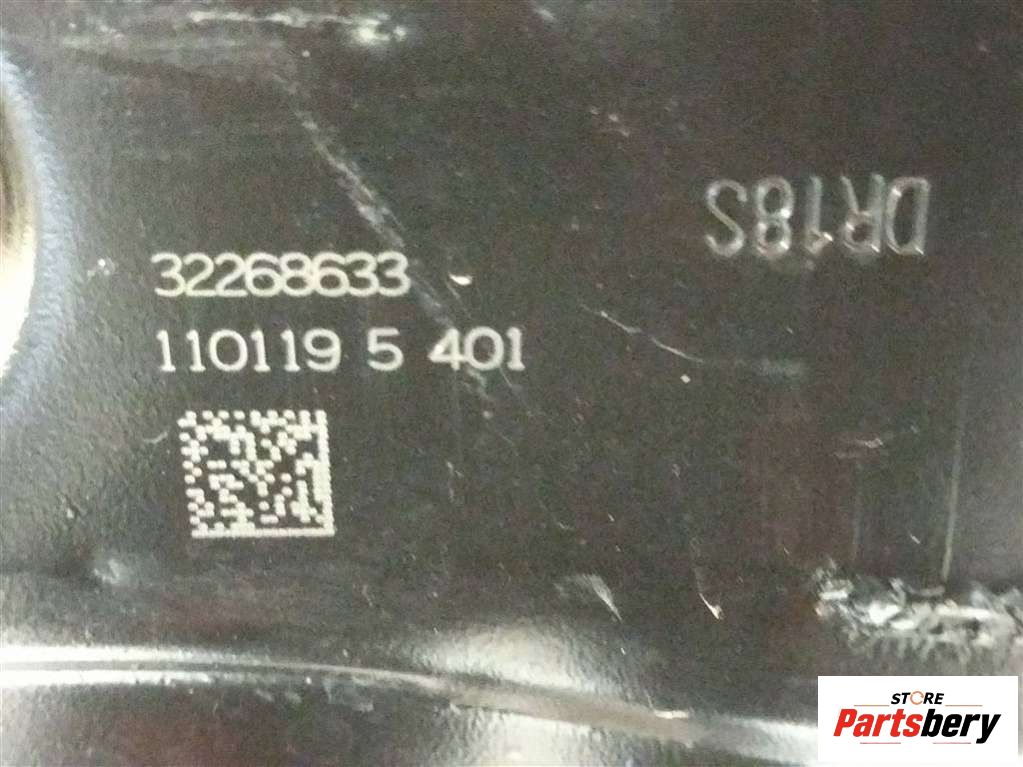 DR18S
32268633
110119 5 401
STORE
Partsbery